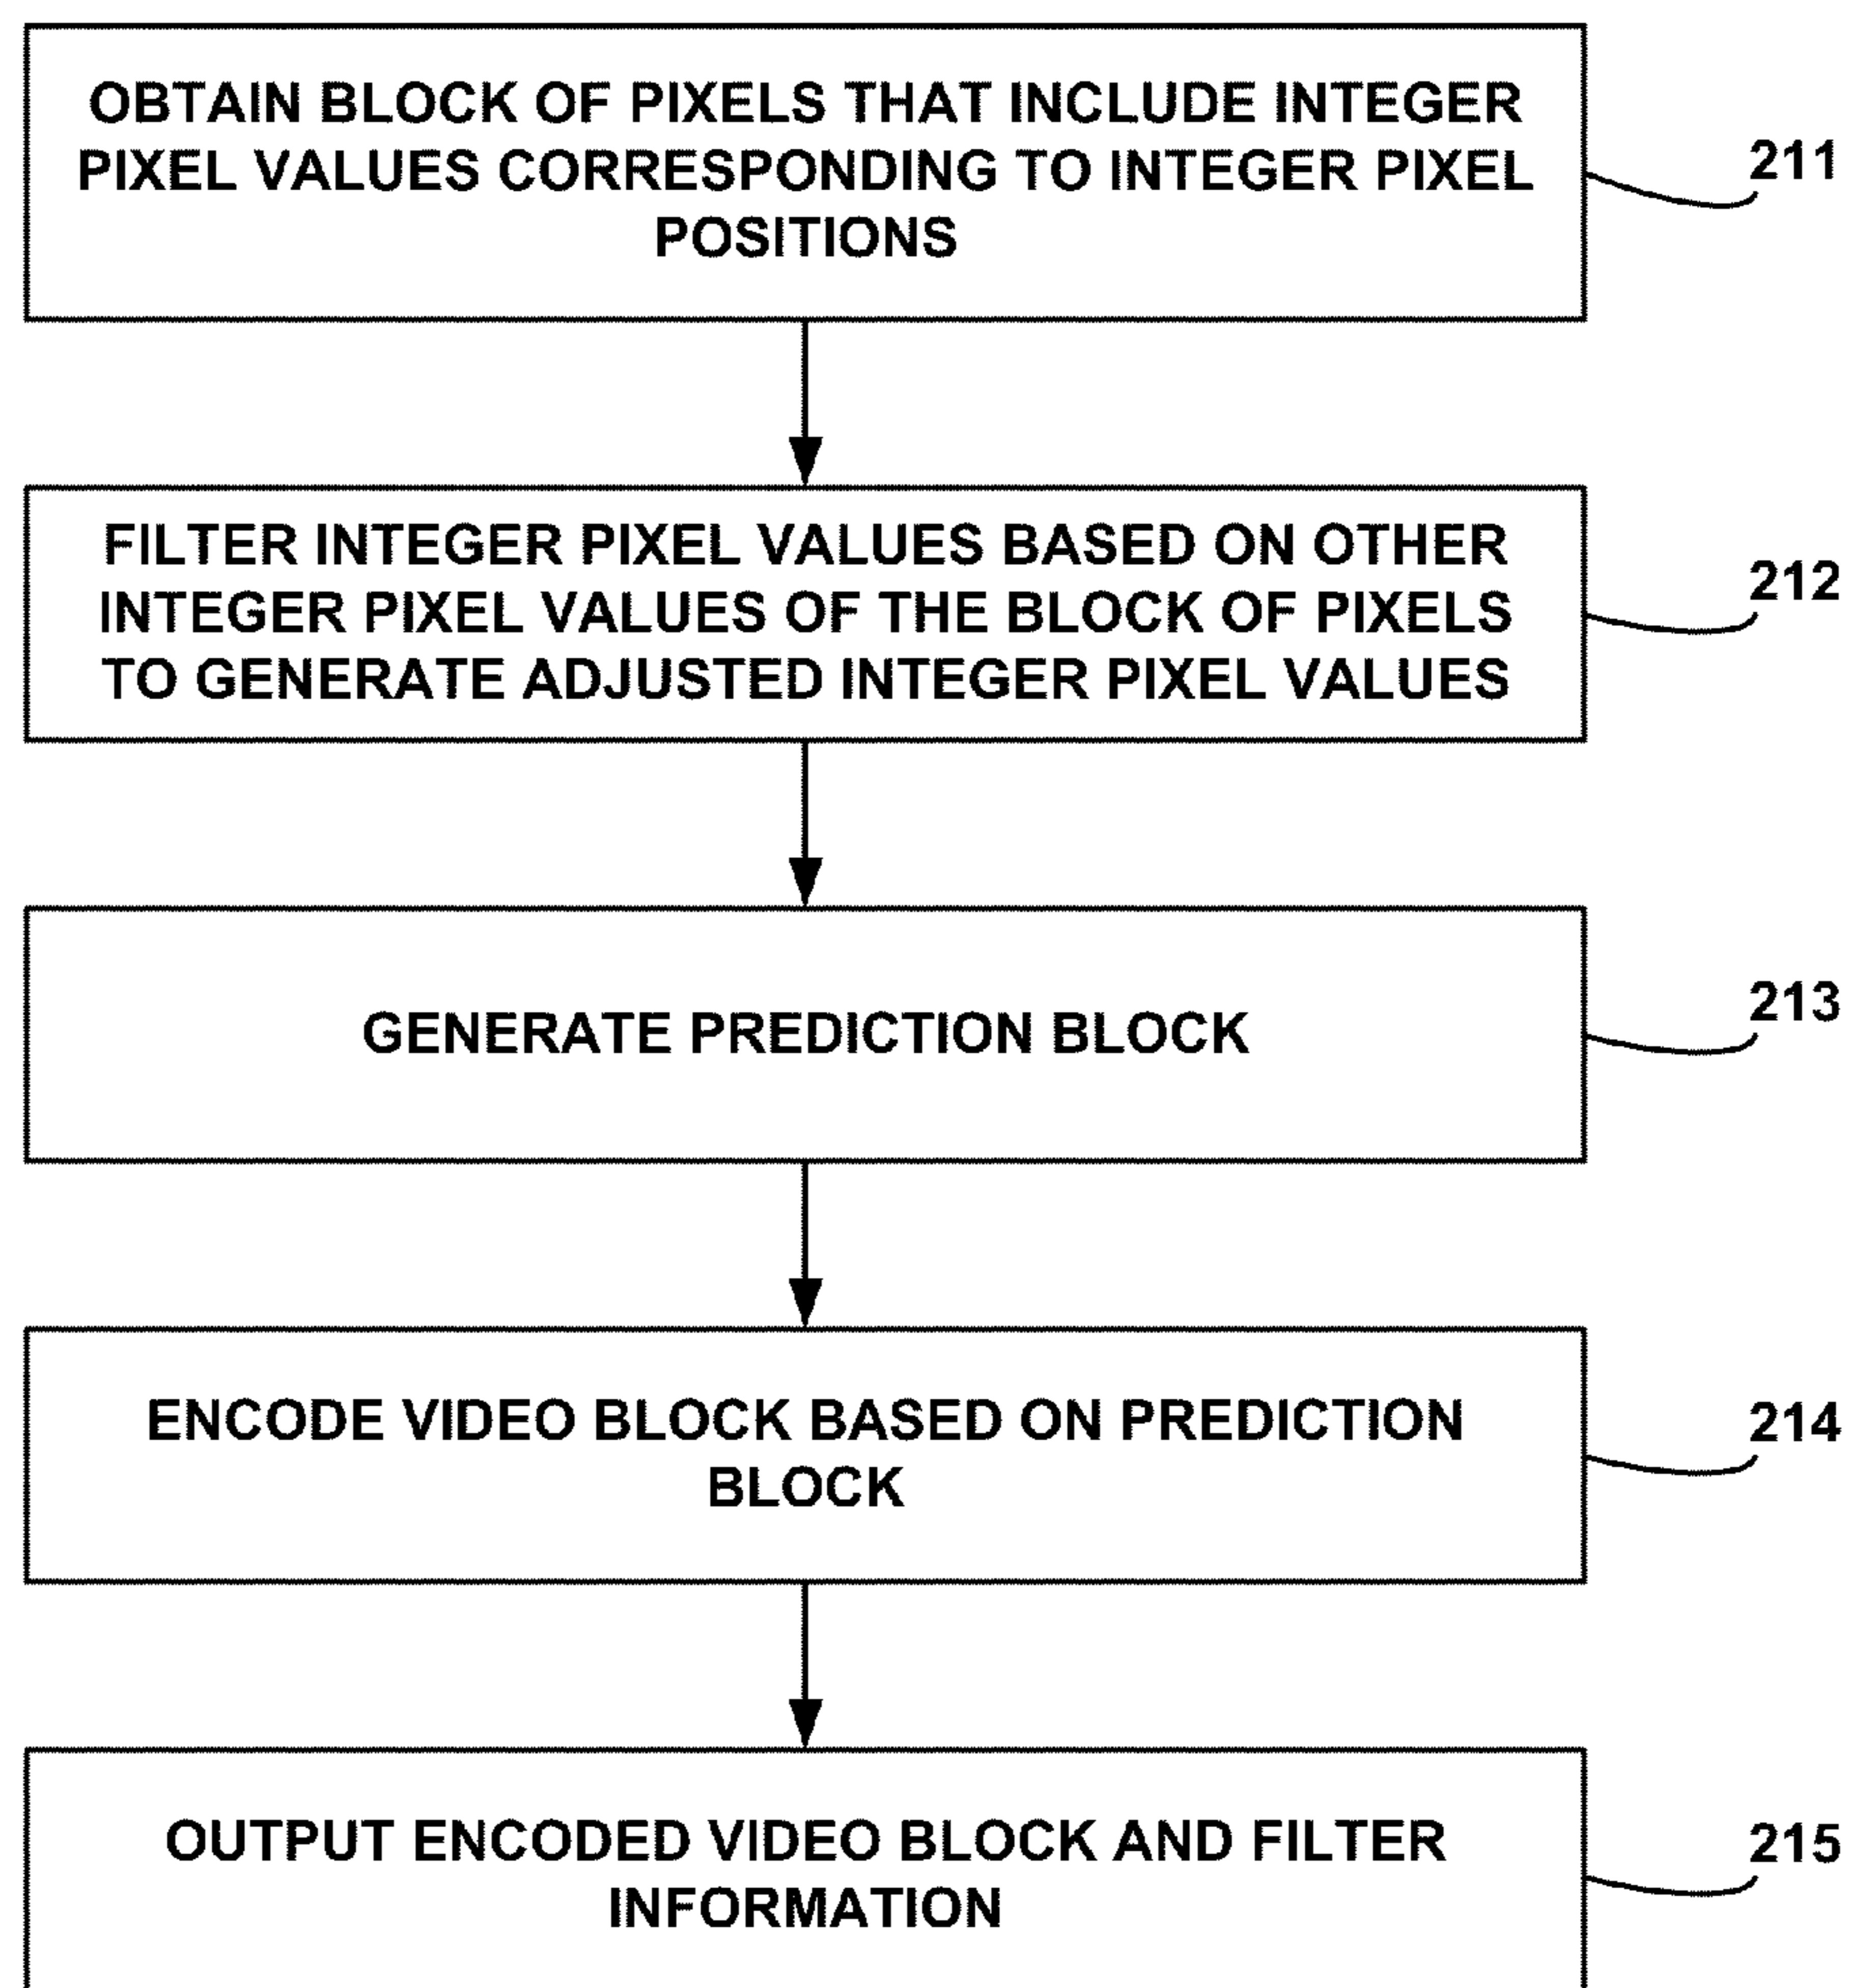 OBTAIN BLOCK OF PIXELS THAT INCLUDE INTEGER
PIXEL VALUES CORRESPONDING TO INTEGER PIXEL
POSITIONS
211
FILTER INTEGER PIXEL VALUES BASED ON OTHER
INTEGER PIXEL VALUES OF THE BLOCK OF PIXELS
TO GENERATE ADJUSTED INTEGER PIXEL VALUES
212
GENERATE PREDICTION BLOCK
213
ENCODE VIDEO BLOCK BASED ON PREDICTION
BLOCK
214
OUTPUT ENCODED VIDEO BLOCK AND FILTER
INFORMATION
215